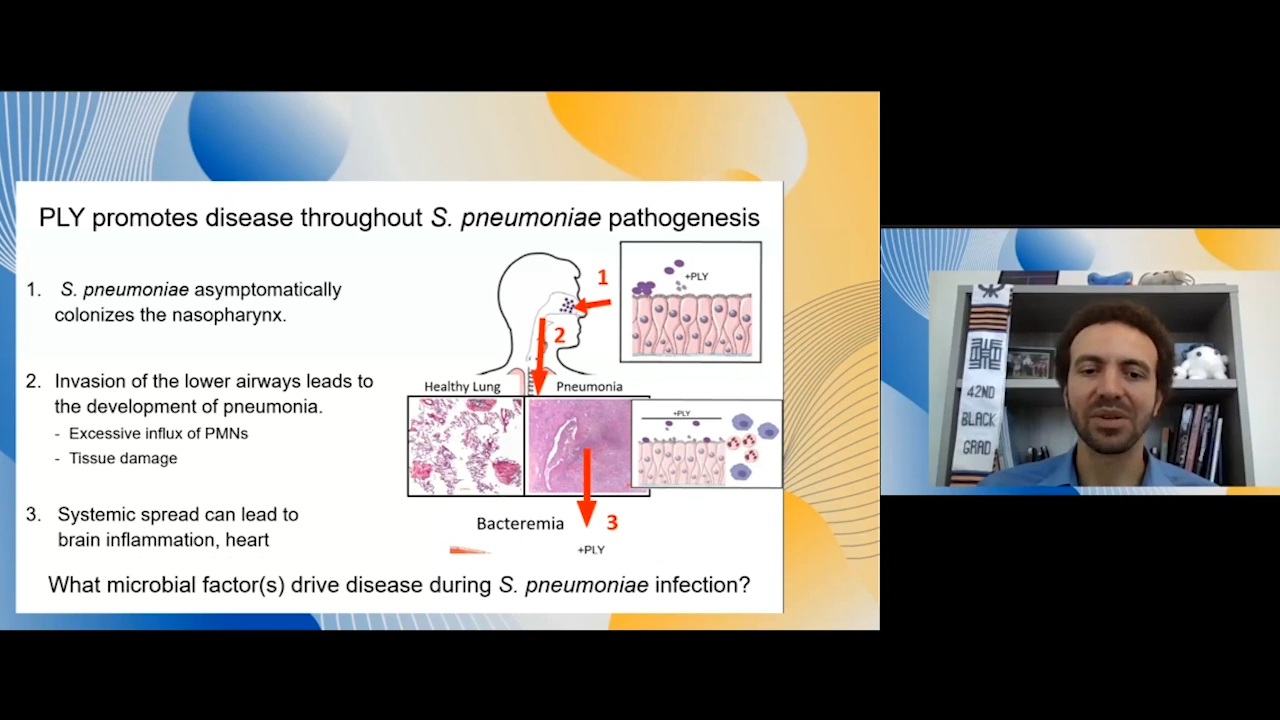 PLY promotes disease throughout S. pneumoniae pathogenesis
1. S. pneumoniae asymptomatically
colonizes the nasopharynx.
2. Invasion of the lower airways leads to
the development of pneumonia.
- Excessive influx of PMNs
- Tissue damage
3. Systemic spread can lead to
brain inflammation, heart
1
+PLY
2
Healthy Lung
Pneumonia
+PLY
Bacteremia
3
+PLY
What microbial factor(s) drive disease during S. pneumoniae infection?
42ND
BLACK
GRAD